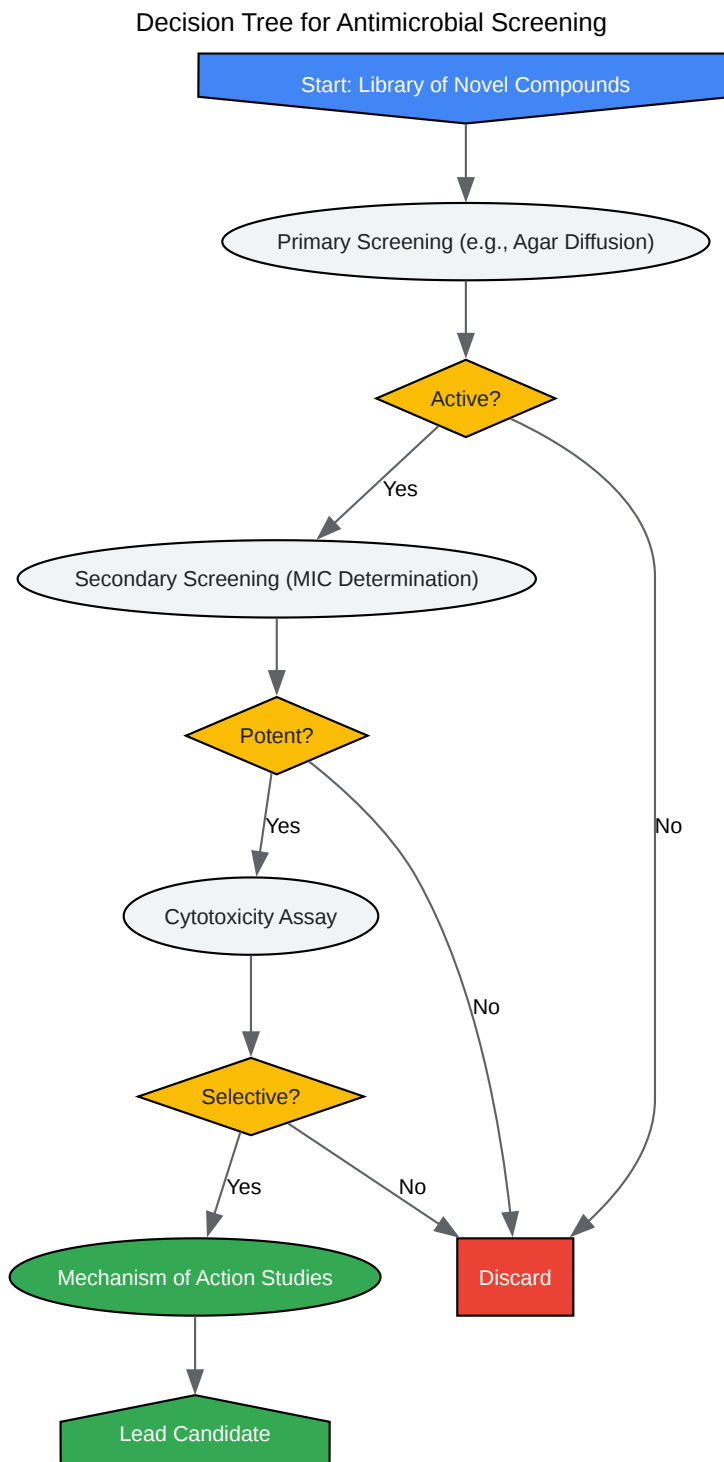 Decision Tree for Antimicrobial Screening
Start: Library of Novel Compounds
Primary Screening (e.g., Agar Diffusion)
Active?
Yes
Secondary Screening (MIC Determination)
Potent?
Yes
No
Cytotoxicity Assay
No
Selective?
Yes
No
Mechanism of Action Studies
Discard
Lead Candidate